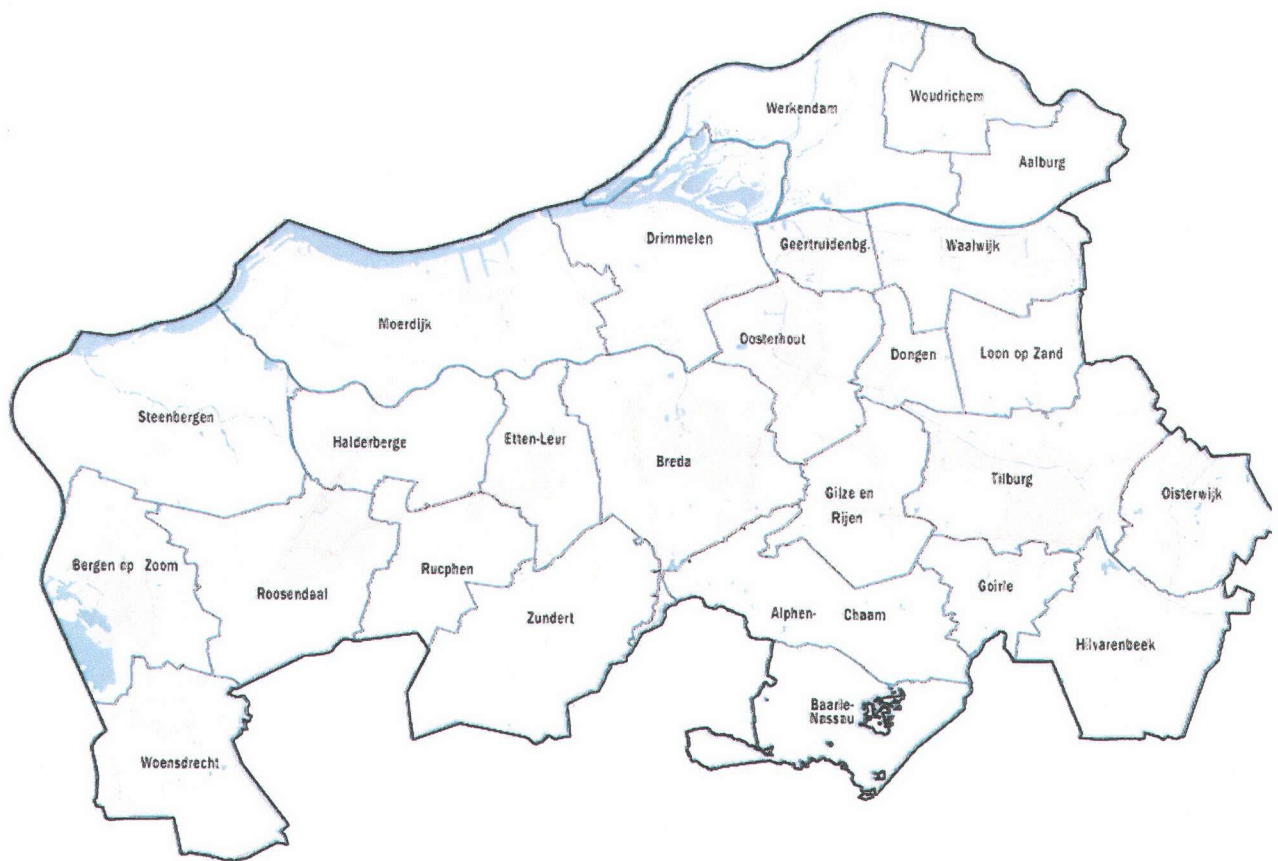 Werkendam
Woudrichem
Aalburg
Drimmelen
Geertruidenbg.
Waalwijk
Moerdijk
Oosterhout
Dongen
Loon op Zand
Steenbergen
Halderberge
Etten-Leur
Breda
Gilze en
Rijen
Tilburg
Oisterwijk
Bergen op Zoom
Roosendaal
Rucphen
Zundert
Alphen- Chaam
Goirle
Hilvarenbeek
Baarle-
Nassau
Woensdrecht